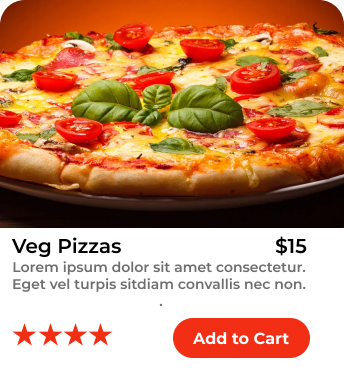 Veg Pizzas $15
Lorem ipsum dolor sit amet consectetur.
Eget vel turpis sitdiam convallis nec non.
.
Add to Cart